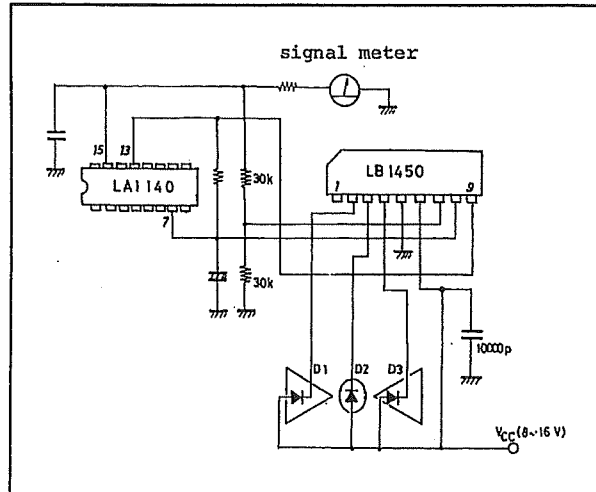 signal meter
15 13
LA1140
7
30k
30k
LB1450
1 9
10000p
D1 D2 D3
VCC (8~16 V)